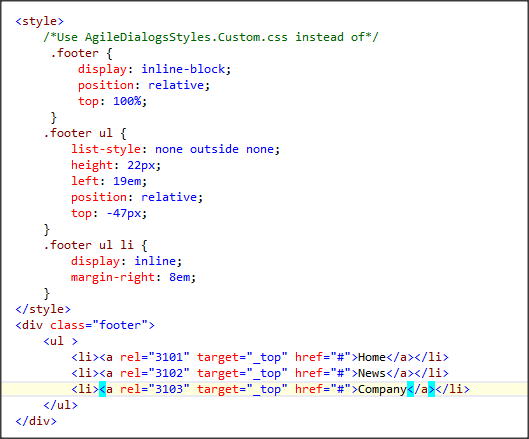 <style>
/*Use AgileDialogsStyles.Custom.css instead of*/
.footer {
display: inline-block;
position: relative;
top: 100%;
}
.footer ul {
list-style: none outside none;
height: 22px;
left: 19em;
position: relative;
top: -47px;
}
.footer ul li {
display: inline;
margin-right: 8em;
}
</style>
<div class="footer">
<ul >
<li><a rel="3101" target="_top" href="#">Home</a></li>
<li><a rel="3102" target="_top" href="#">News</a></li>
<li><a rel="3103" target="_top" href="#">Company</a></li>
</ul>
</div>